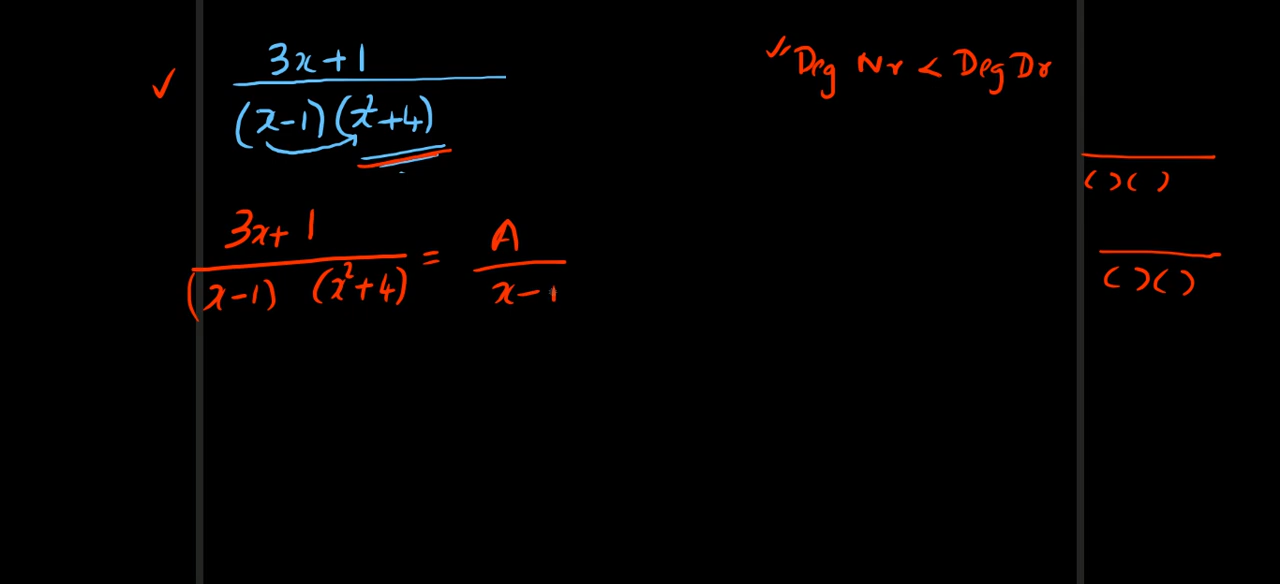 ✓ 3x+1 / (x-1)(x²+4)
✓ Deg Nr < Deg Dr
( )( )
3x+1 / (x-1) (x²+4) = A / x-1
( )( )